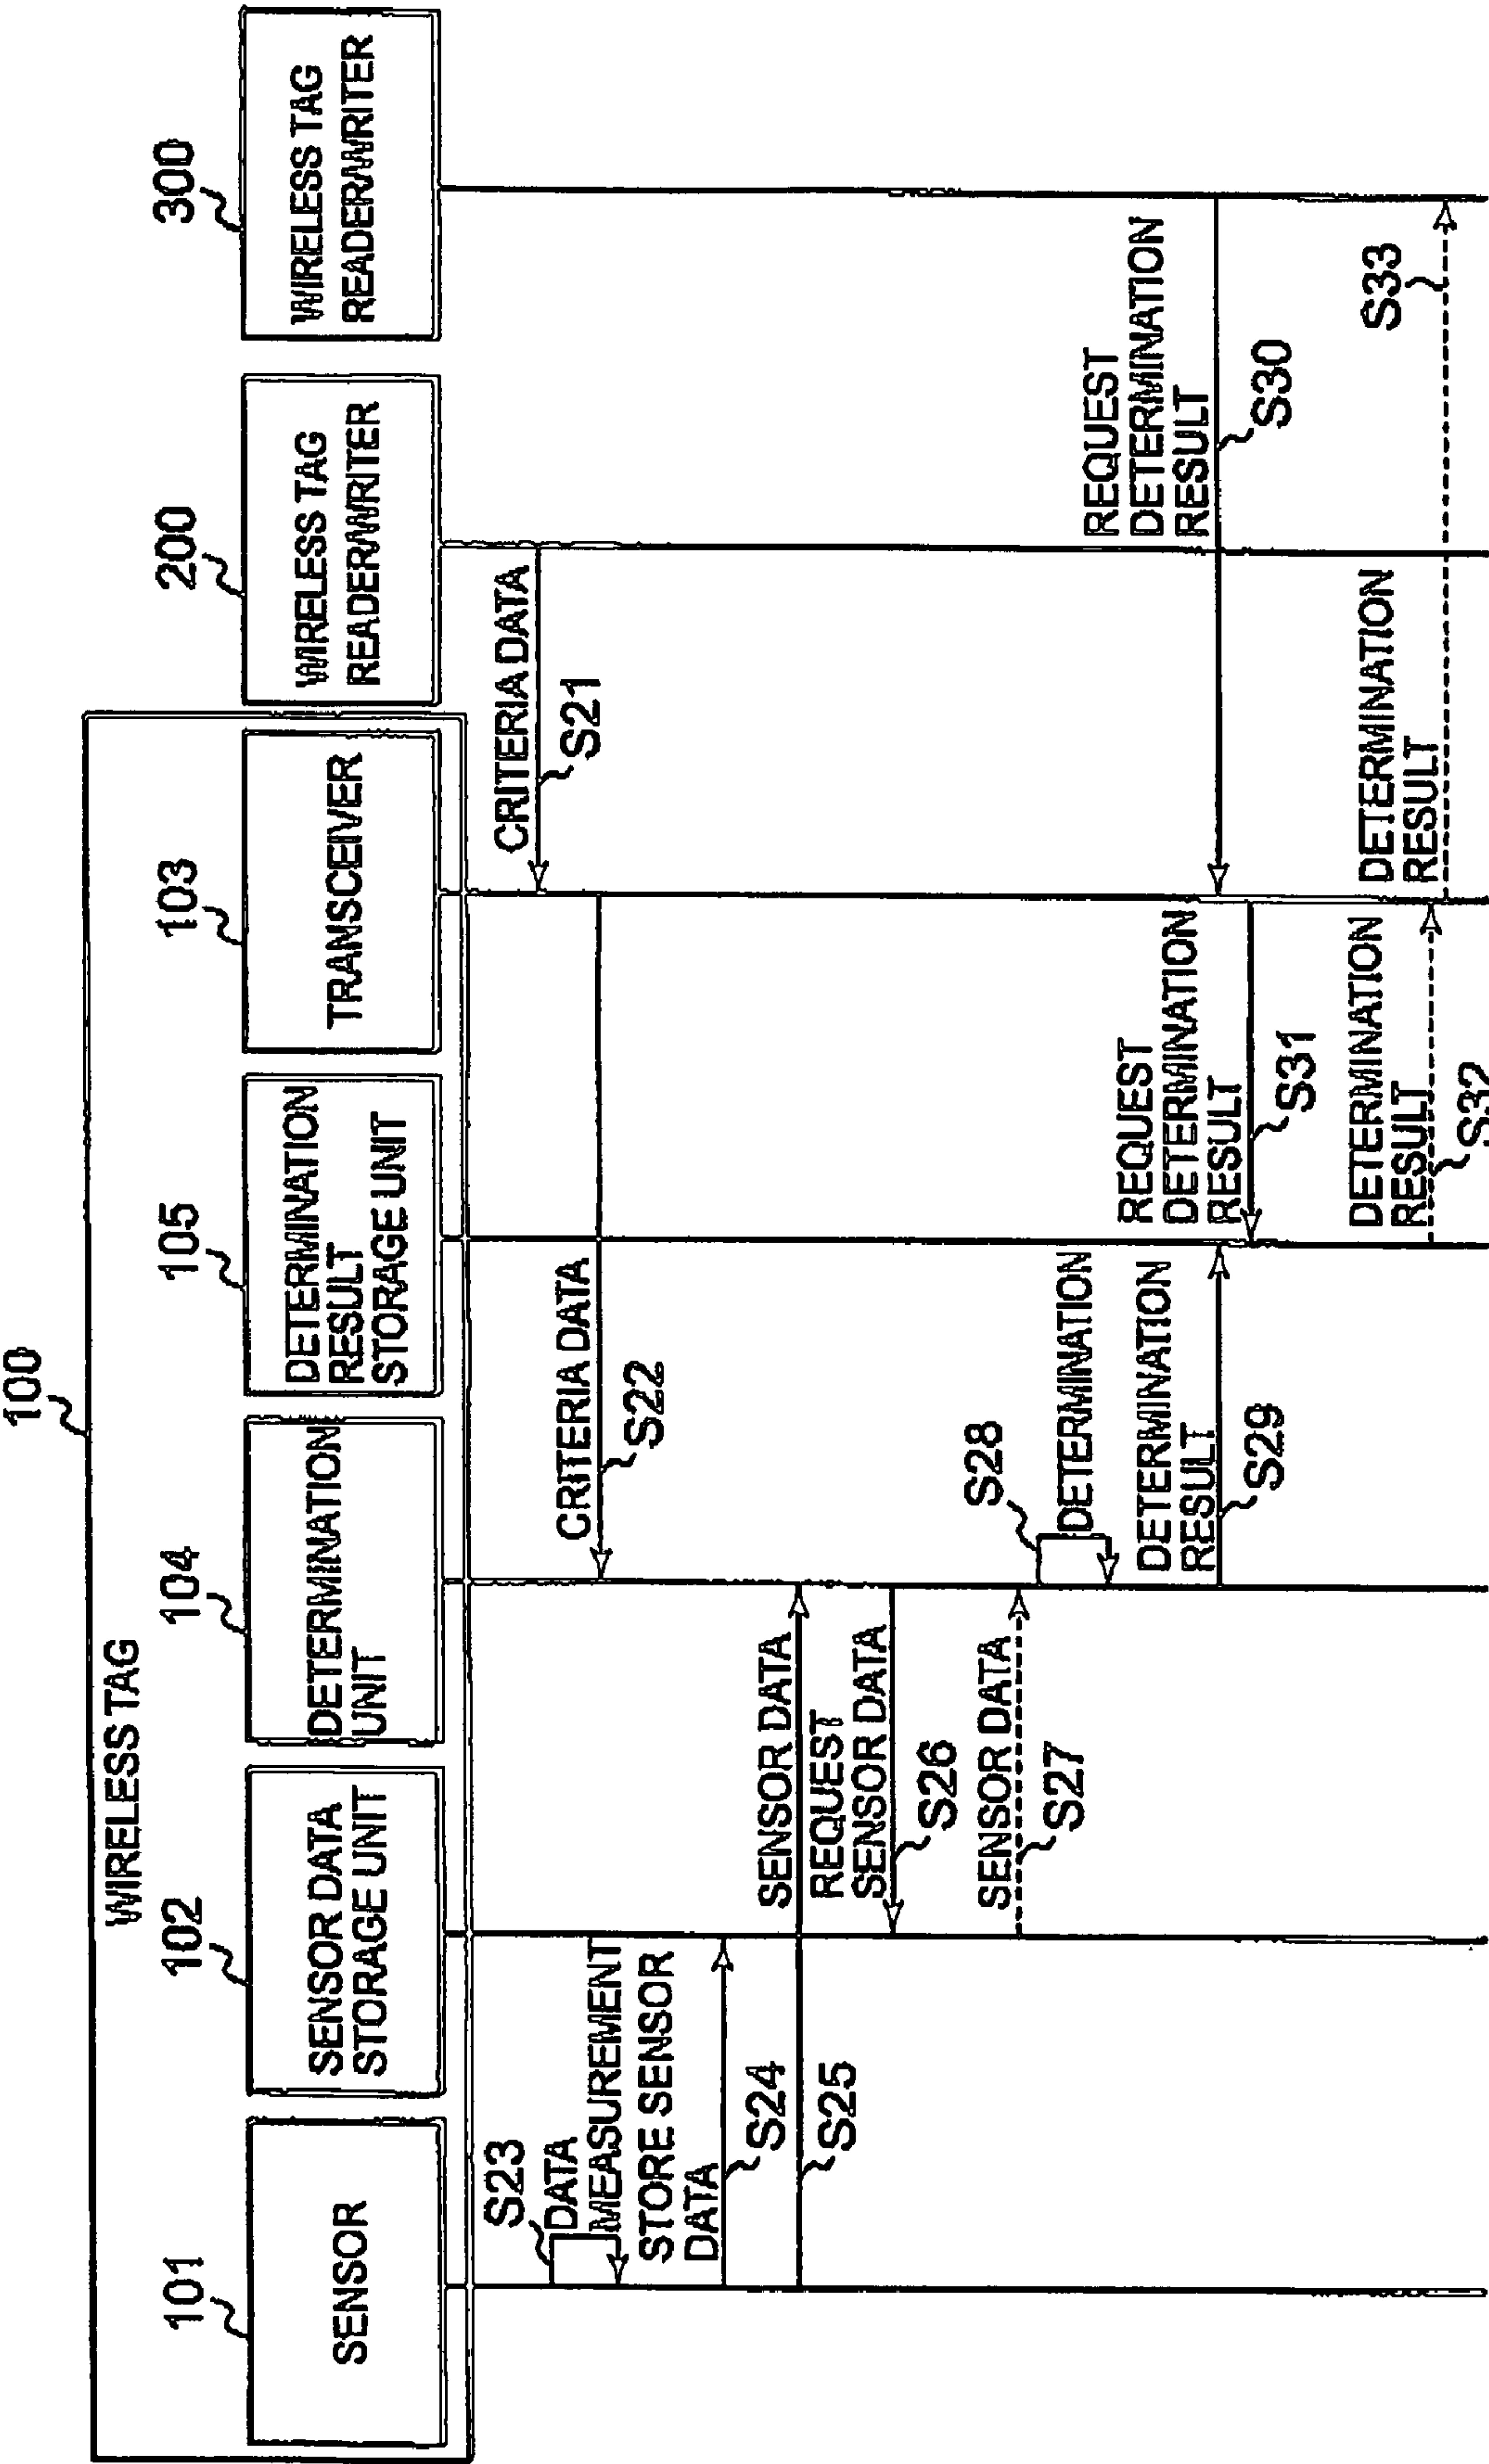 100
WIRELESS TAG
101
SENSOR
102
SENSOR DATA
STORAGE UNIT
104
DETERMINATION
UNIT
105
DETERMINATION
RESULT
STORAGE UNIT
103
TRANSCEIVER
200
WIRELESS TAG
READER/WRITER
300
WIRELESS TAG
READER/WRITER
CRITERIA DATA
S21
CRITERIA DATA
S22
S23
DATA
MEASUREMENT
STORE SENSOR
DATA
S24
SENSOR DATA
S25
REQUEST
SENSOR DATA
S26
SENSOR DATA
S27
S28
DETERMINATION
DETERMINATION
RESULT
S29
REQUEST
DETERMINATION
RESULT
S30
REQUEST
DETERMINATION
RESULT
S31
DETERMINATION
RESULT
S32
DETERMINATION
RESULT
S33